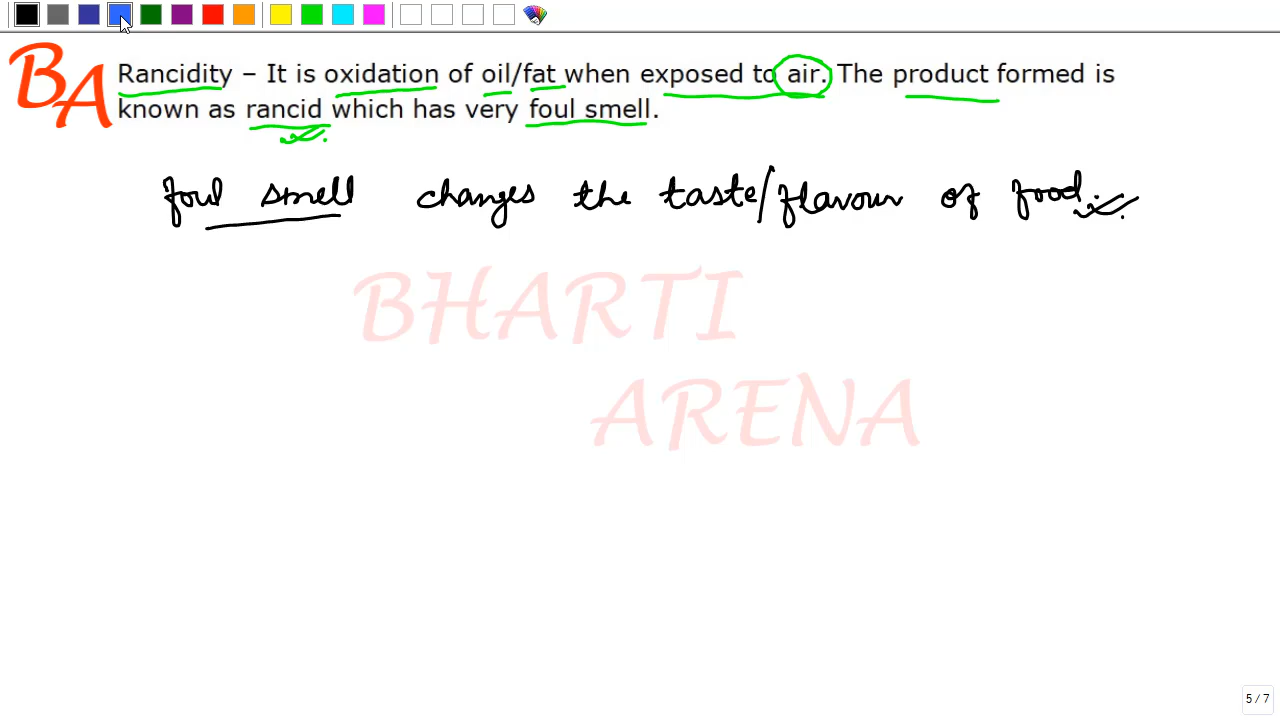 BA
Rancidity – It is oxidation of oil/fat when exposed to air. The product formed is
known as rancid which has very foul smell.
foul smell changes the taste/flavour of food.
BHARTI
ARENA
5 / 7